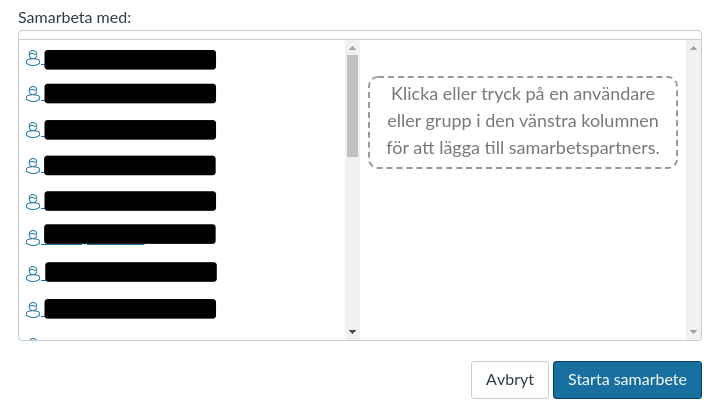 Samarbeta med:
Klicka eller tryck på en användare
eller grupp i den vänstra kolumnen
för att lägga till samarbetspartners.
Avbryt
Starta samarbete